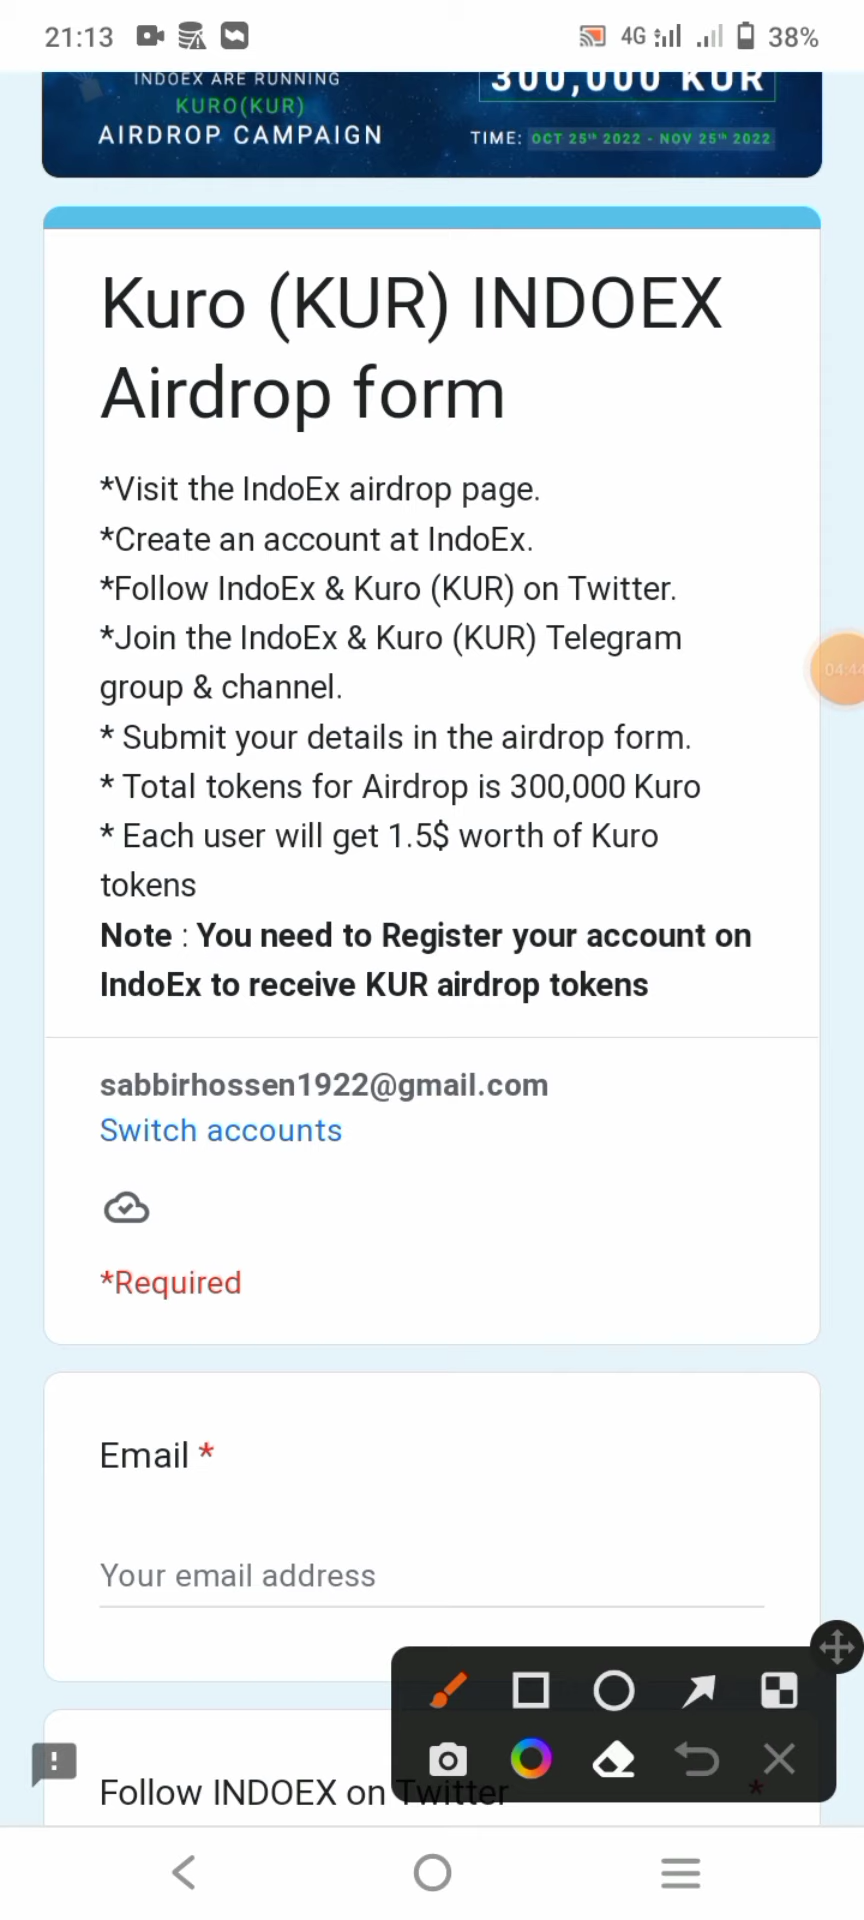 21:13 4G 38%
INDOEX ARE RUNNING
KURO(KUR)
AIRDROP CAMPAIGN
300,000 KUR
TIME: OCT 25th 2022 - NOV 25th 2022
Kuro (KUR) INDOEX
Airdrop form
*Visit the IndoEx airdrop page.
*Create an account at IndoEx.
*Follow IndoEx & Kuro (KUR) on Twitter.
*Join the IndoEx & Kuro (KUR) Telegram
group & channel.
* Submit your details in the airdrop form.
* Total tokens for Airdrop is 300,000 Kuro
* Each user will get 1.5$ worth of Kuro
tokens
Note : You need to Register your account on
IndoEx to receive KUR airdrop tokens
04:44
sabbirhossen1922@gmail.com
Switch accounts
*Required
Email *
Your email address
Follow INDOEX on Twitter *